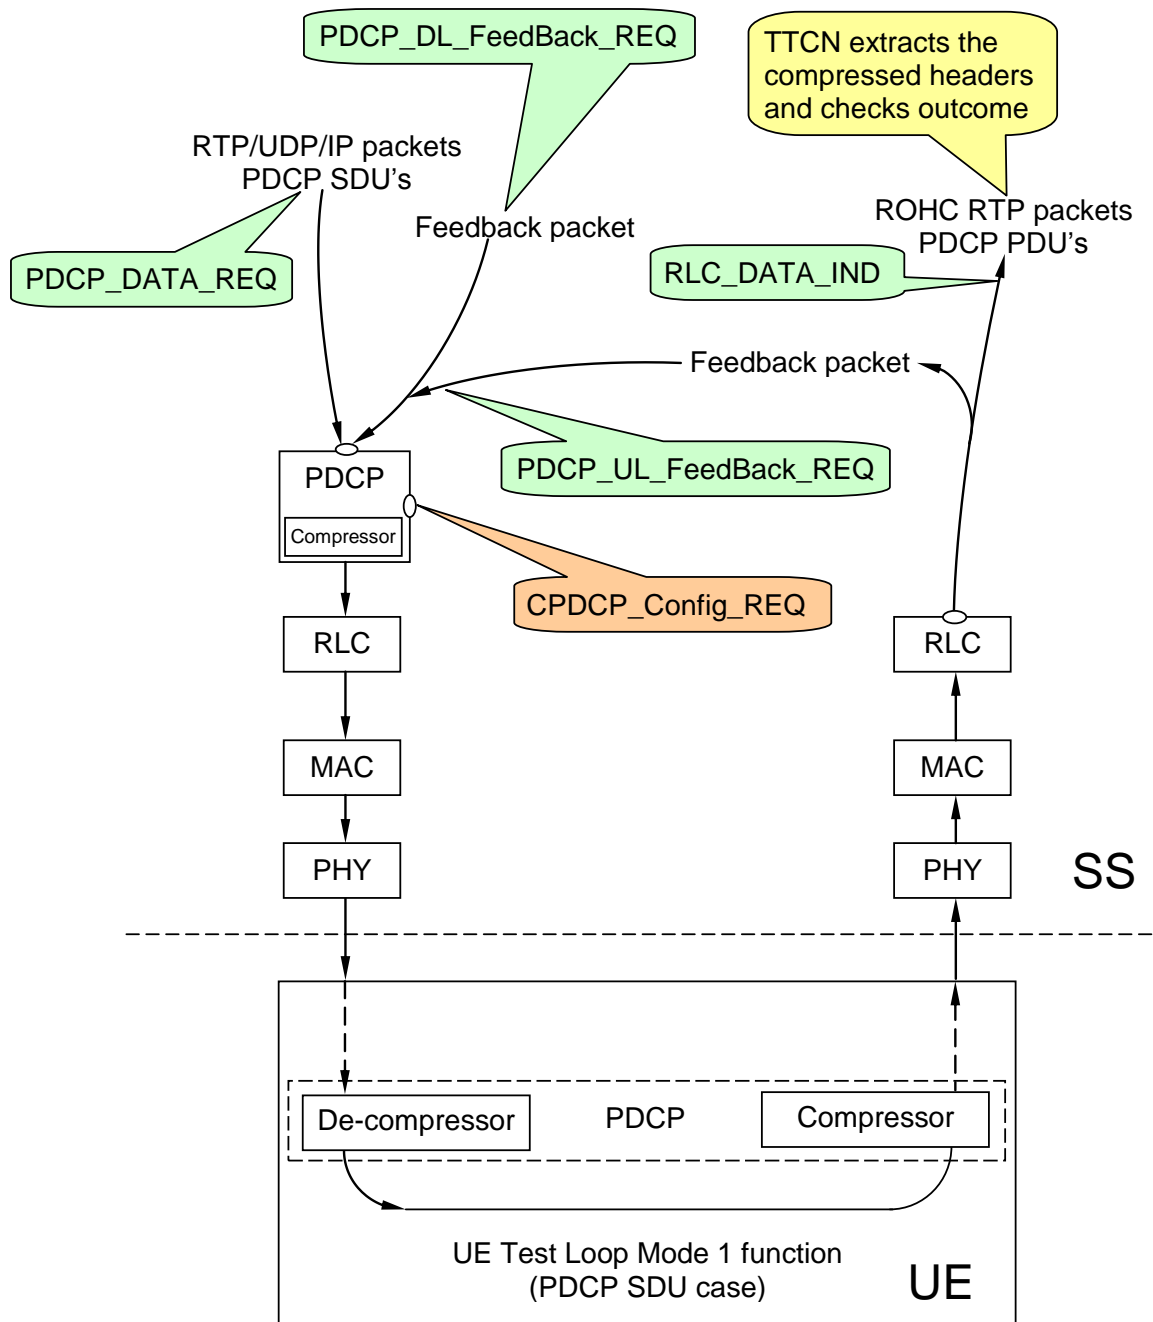 PDCP_DL_FeedBack_REQ
TTCN extracts the
compressed headers
and checks outcome
RTP/UDP/IP packets
PDCP SDU's
Feedback packet
ROHC RTP packets
PDCP PDU's
PDCP_DATA_REQ
RLC_DATA_IND
Feedback packet
PDCP_UL_FeedBack_REQ
PDCP
Compressor
CPDCP_Config_REQ
RLC
RLC
MAC
MAC
PHY
PHY
SS
De-compressor
PDCP
Compressor
UE Test Loop Mode 1 function
(PDCP SDU case)
UE